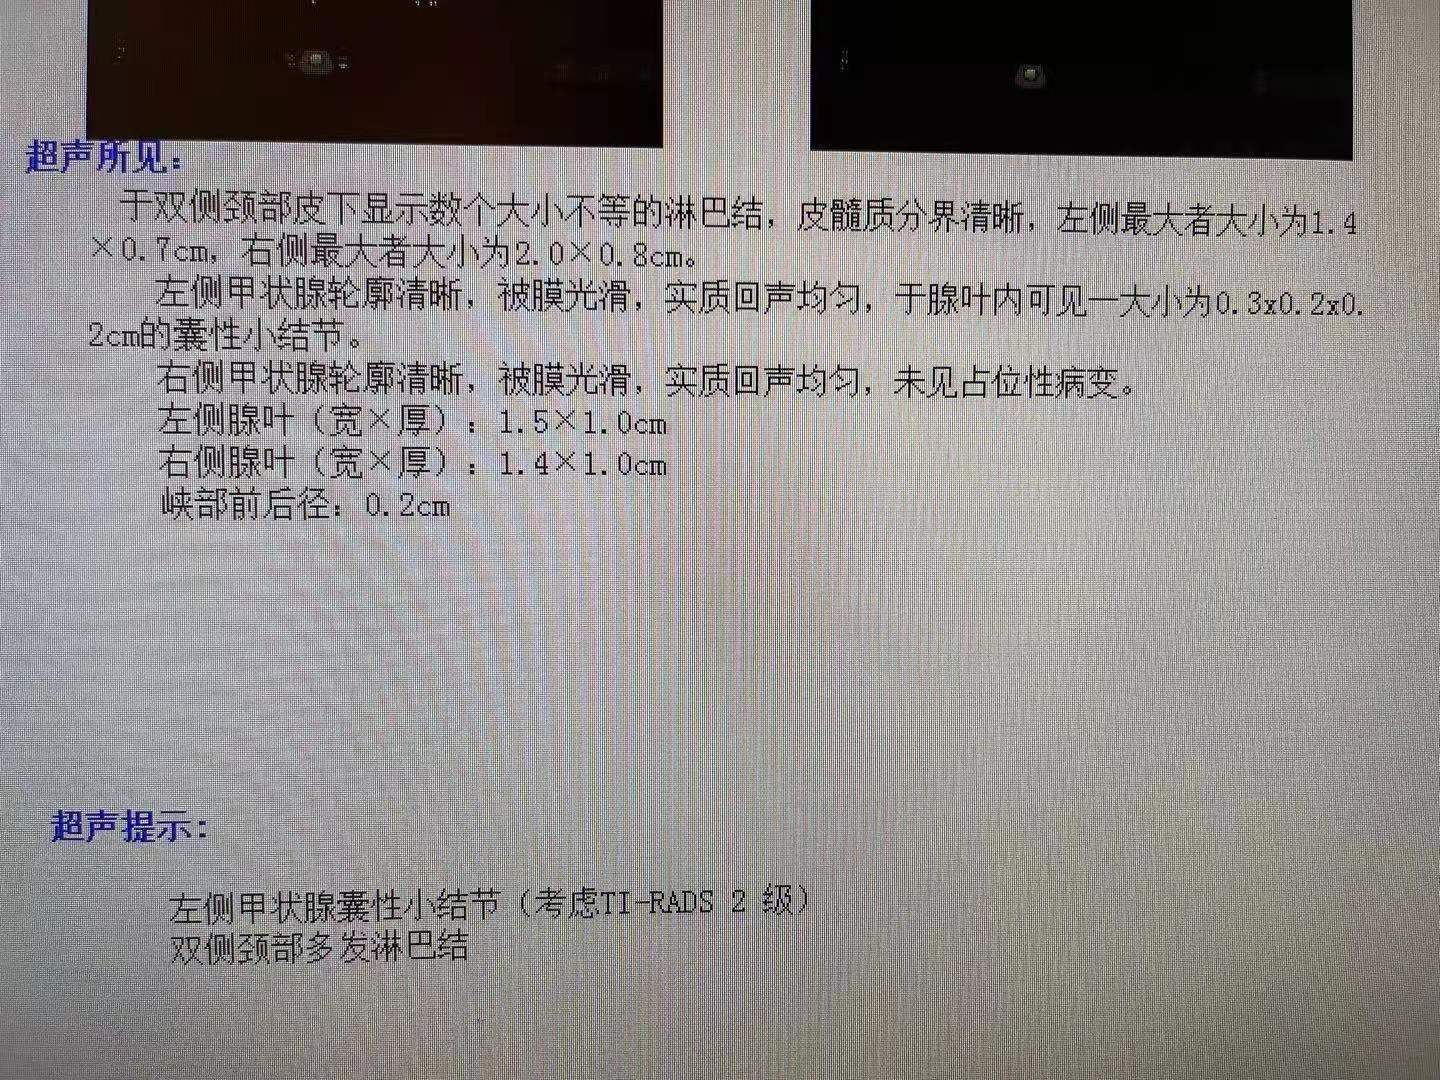 超声所见：
于双侧颈部皮下显示数个大小不等的淋巴结，皮髓质分界清晰，左侧最大者大小为1.4
×0.7cm，右侧最大者大小为2.0×0.8cm。
左侧甲状腺轮廓清晰，被膜光滑，实质回声均匀，于腺叶内可见一大小为0.3x0.2x0.
2cm的囊性小结节。
右侧甲状腺轮廓清晰，被膜光滑，实质回声均匀，未见占位性病变。
左侧腺叶（宽×厚）：1.5×1.0cm
右侧腺叶（宽×厚）：1.4×1.0cm
峡部前后径：0.2cm
超声提示：
左侧甲状腺囊性小结节（考虑TI-RADS 2 级）
双侧颈部多发淋巴结